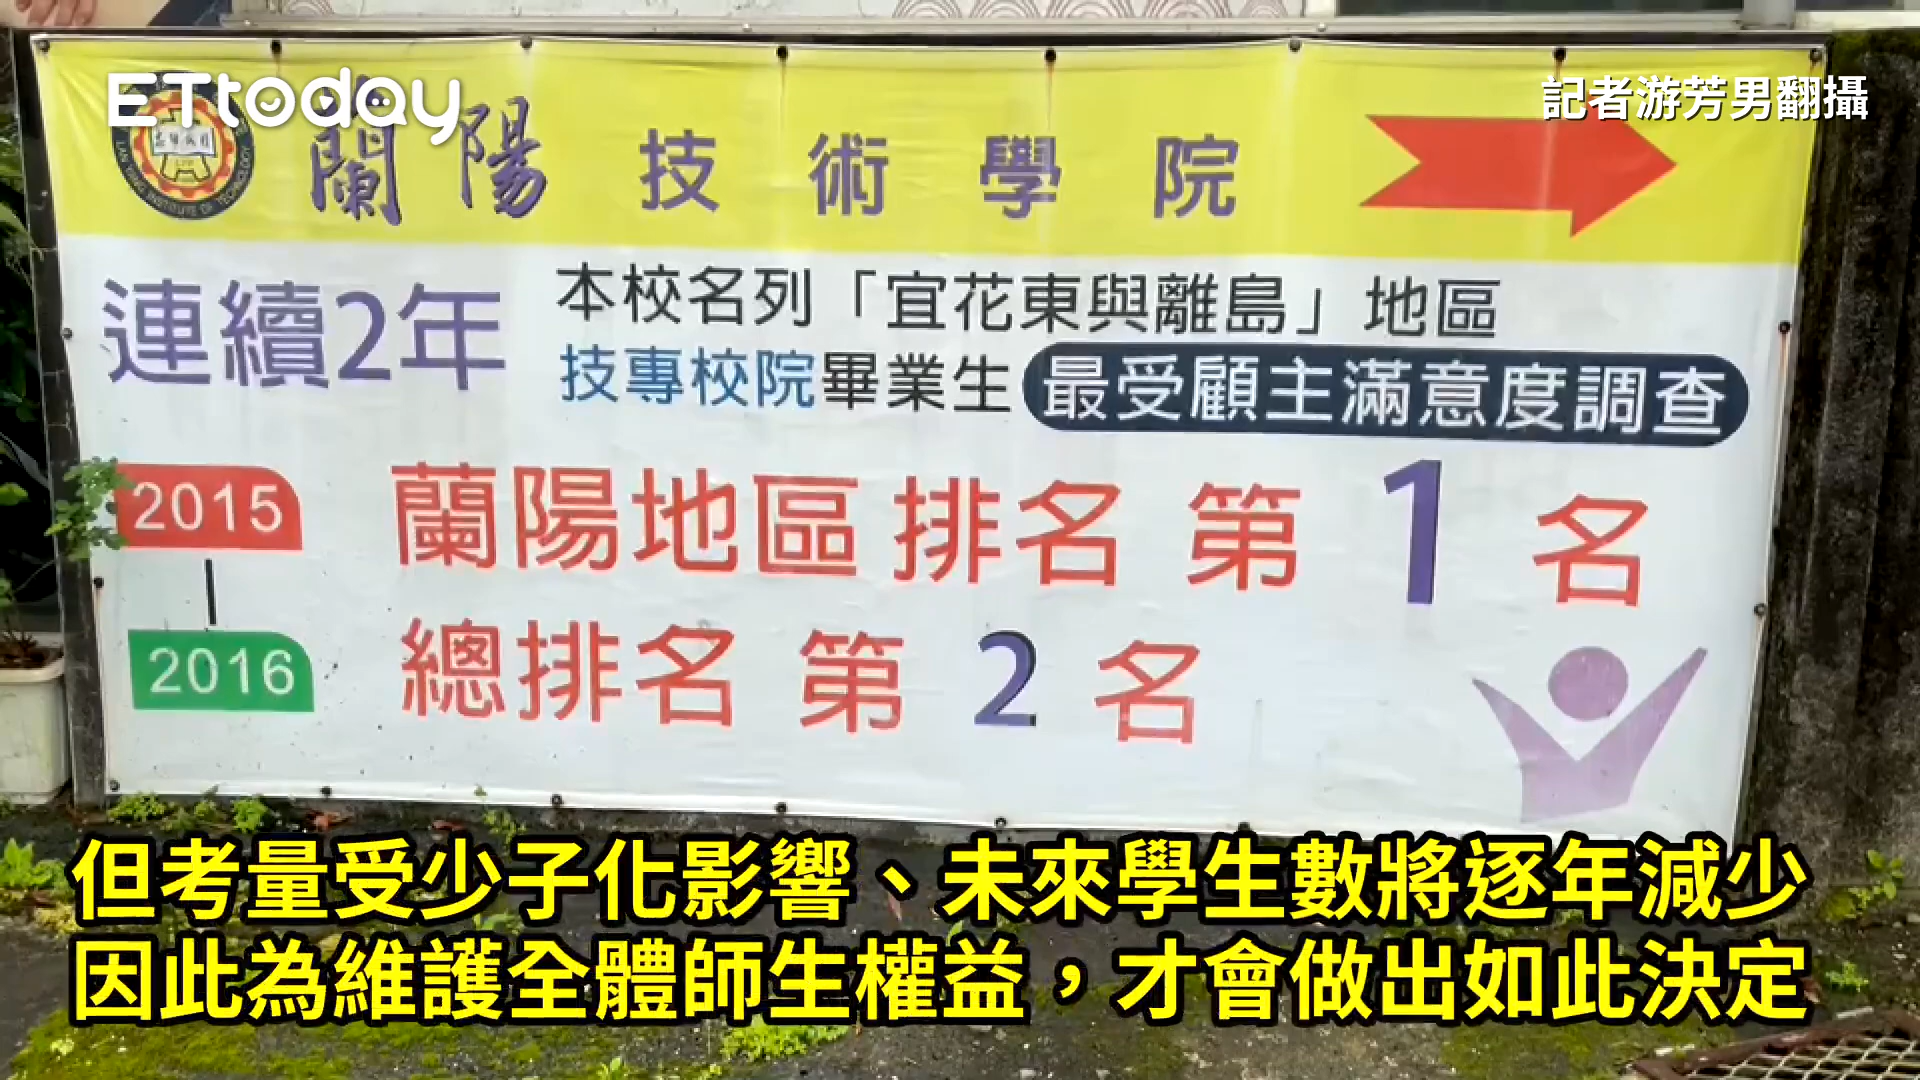 ETtoday
記者游芳男翻攝
蘭陽技術學院
連續2年
本校名列「宜花東與離島」地區
技專校院畢業生最受顧主滿意度調查
2015
蘭陽地區排名第1名
2016
總排名第2名
但考量受少子化影響、未來學生數將逐年減少
因此為維護全體師生權益,才會做出如此決定